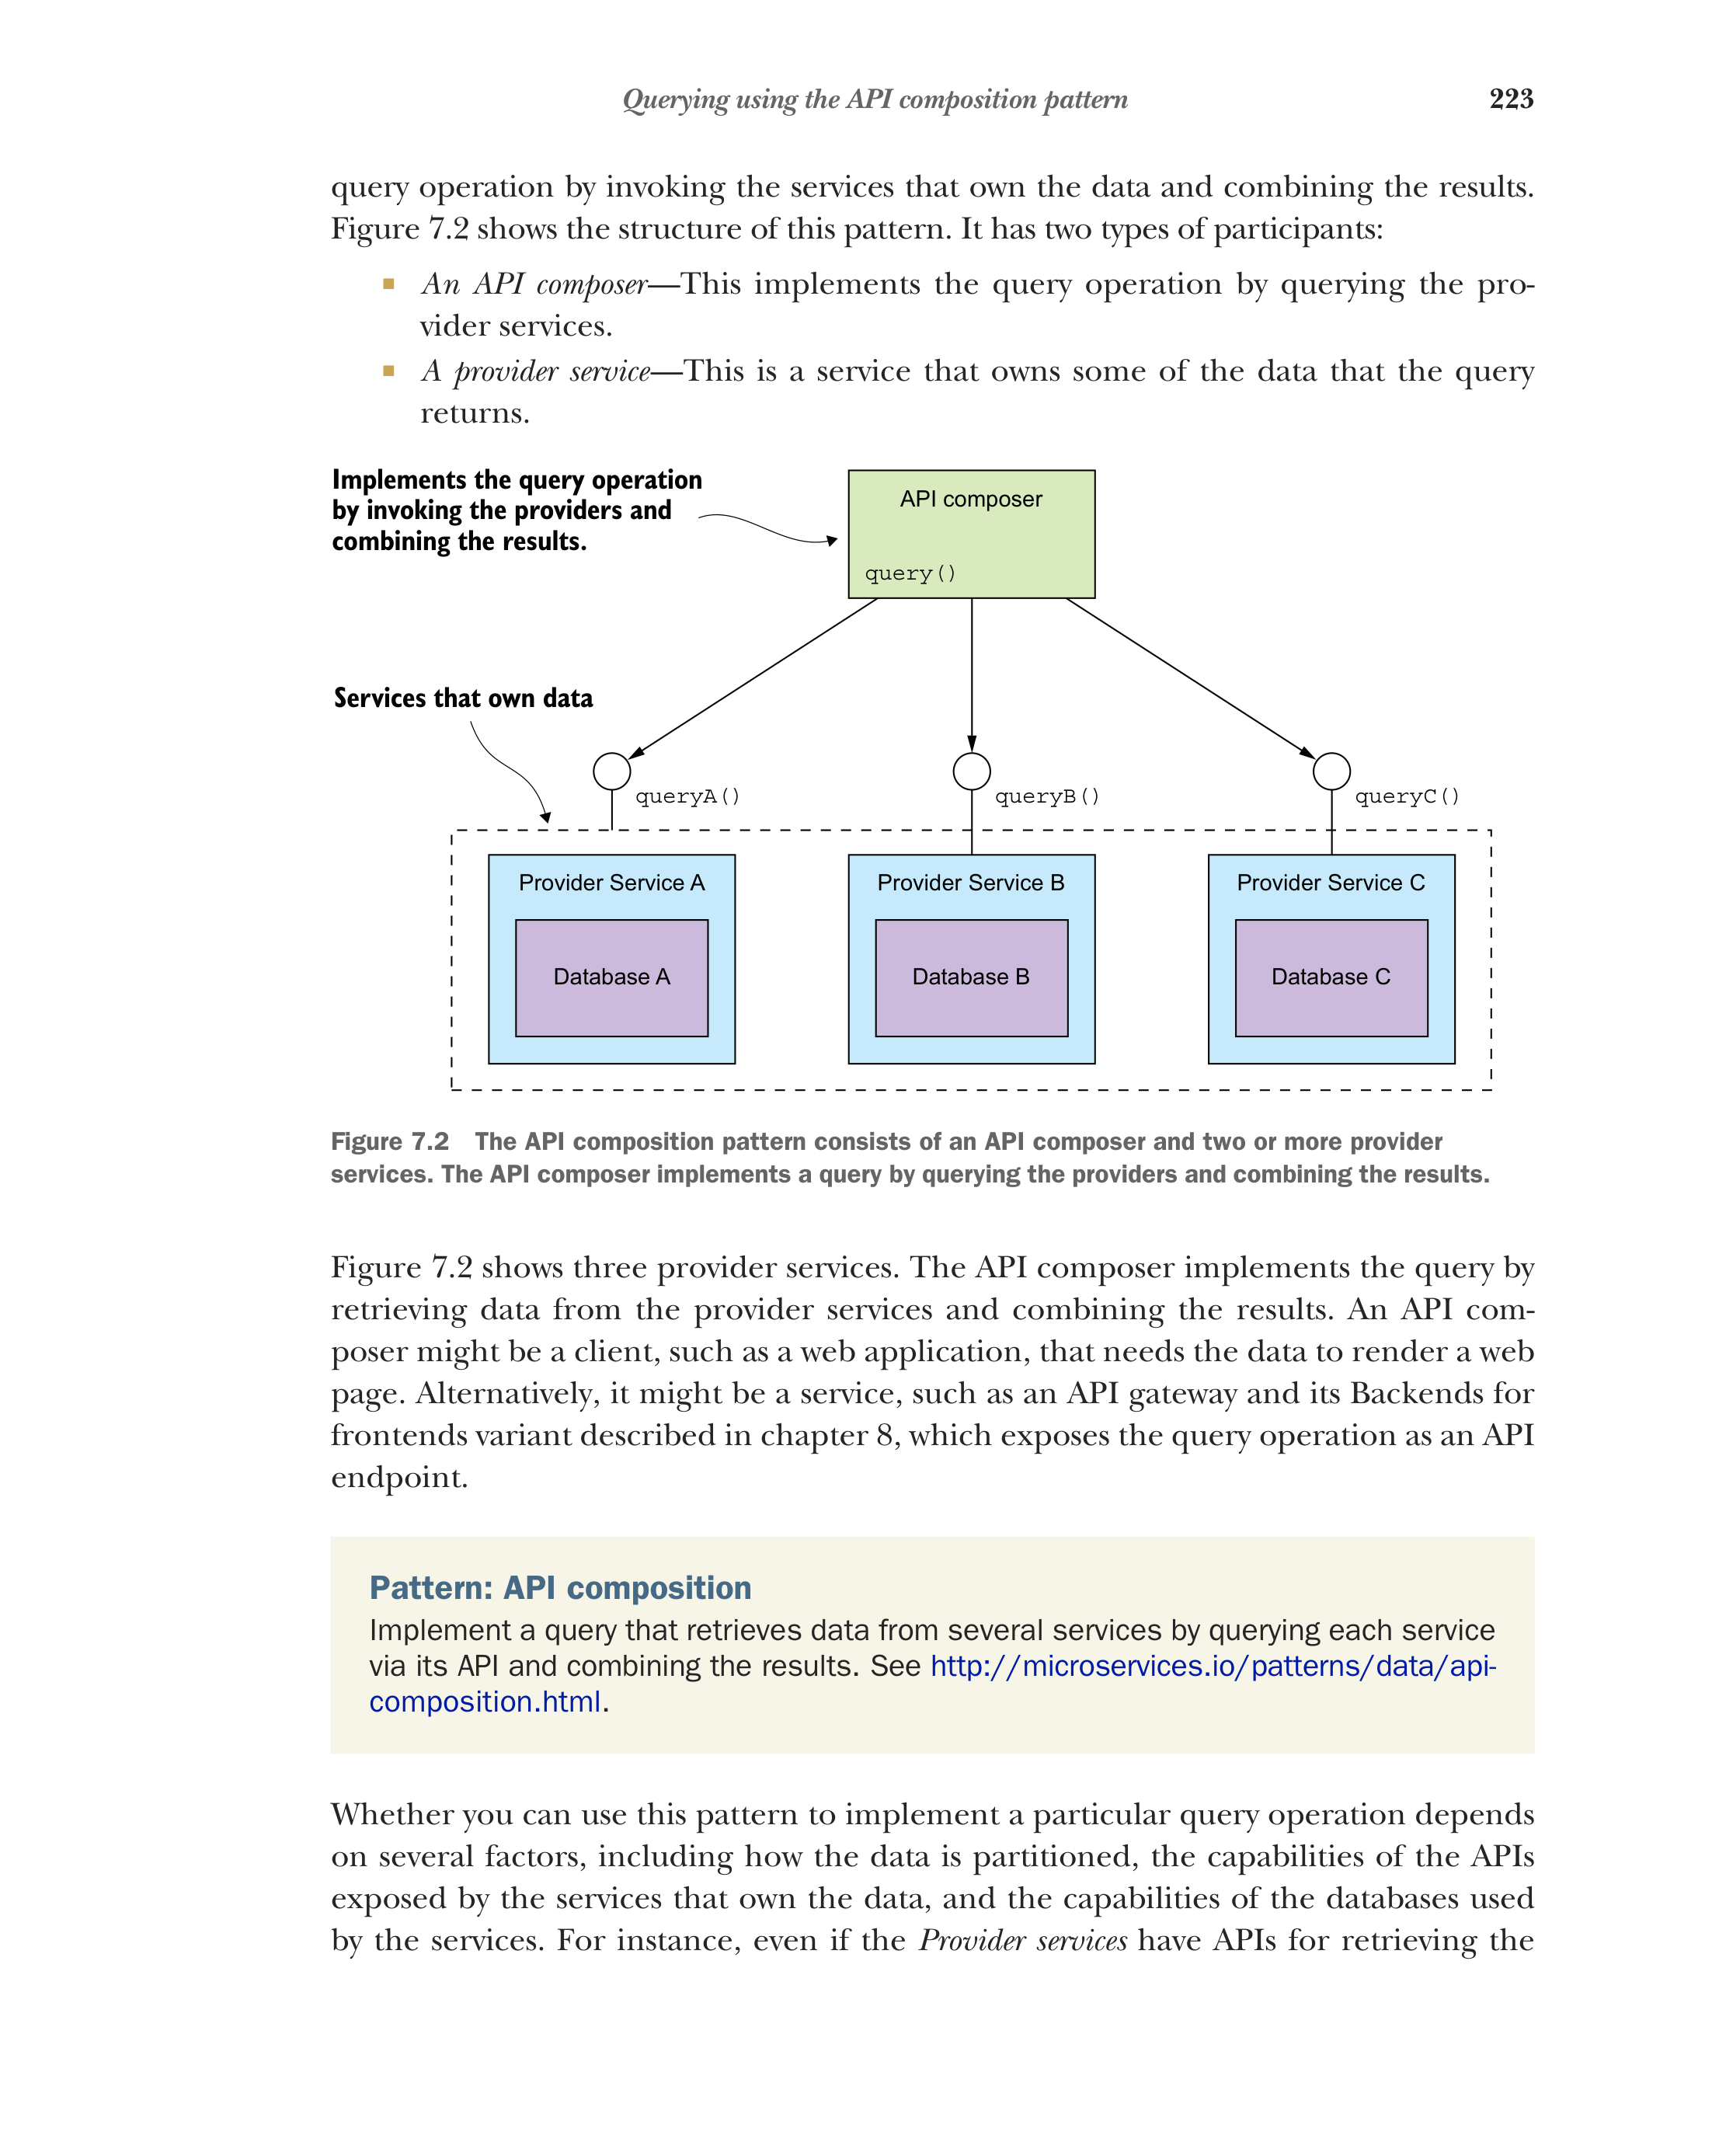 Querying using the API composition pattern 223
query operation by invoking the services that own the data and combining the results.
Figure 7.2 shows the structure of this pattern. It has two types of participants:
■ An API composer—This implements the query operation by querying the pro-
vider services.
■ A provider service—This is a service that owns some of the data that the query
returns.
Implements the query operation
by invoking the providers and
combining the results.
API composer
query()
Services that own data
queryA() queryB() queryC()
Provider Service A Provider Service B Provider Service C
Database A Database B Database C
Figure 7.2 The API composition pattern consists of an API composer and two or more provider
services. The API composer implements a query by querying the providers and combining the results.
Figure 7.2 shows three provider services. The API composer implements the query by
retrieving data from the provider services and combining the results. An API com-
poser might be a client, such as a web application, that needs the data to render a web
page. Alternatively, it might be a service, such as an API gateway and its Backends for
frontends variant described in chapter 8, which exposes the query operation as an API
endpoint.
Pattern: API composition
Implement a query that retrieves data from several services by querying each service
via its API and combining the results. See http://microservices.io/patterns/data/api-
composition.html.
Whether you can use this pattern to implement a particular query operation depends
on several factors, including how the data is partitioned, the capabilities of the APIs
exposed by the services that own the data, and the capabilities of the databases used
by the services. For instance, even if the Provider services have APIs for retrieving the